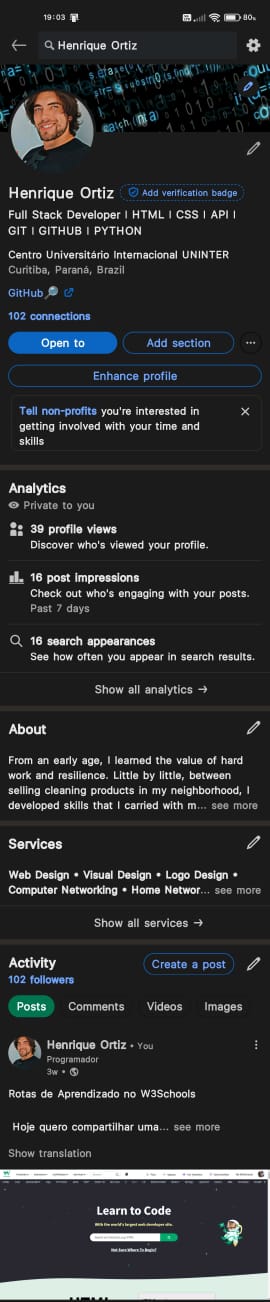 19:03
80%
Henrique Ortiz
Henrique Ortiz
Add verification badge
Full Stack Developer | HTML | CSS | API |
GIT | GITHUB | PYTHON
Centro Universitário Internacional UNINTER
Curitiba, Paraná, Brazil
GitHub🔎
102 connections
Open to
Add section
Enhance profile
Tell non-profits you're interested in
getting involved with your time and
skills
Analytics
Private to you
39 profile views
Discover who's viewed your profile.
16 post impressions
Check out who's engaging with your posts.
Past 7 days
16 search appearances
See how often you appear in search results.
Show all analytics →
About
From an early age, I learned the value of hard
work and resilience. Little by little, between
selling cleaning products in my neighborhood, I
developed skills that I carried with m... see more
Services
Web Design • Visual Design • Logo Design •
Computer Networking • Home Networ... see more
Show all services →
Activity
Create a post
102 followers
Posts
Comments
Videos
Images
Henrique Ortiz • You
Programador
3w •
Rotas de Aprendizado no W3Schools
Hoje quero compartilhar uma... see more
Show translation
Learn to Code
With the world's largest web developer site.
Not Sure Where To Begin?
HTML